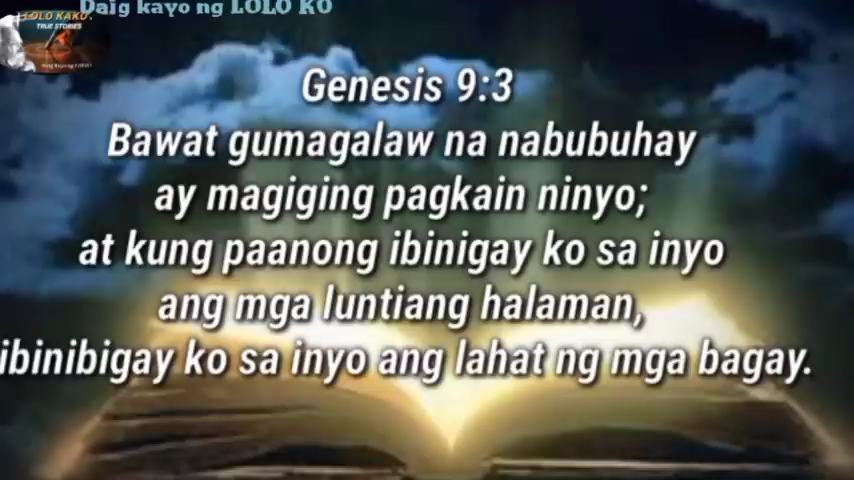 Daig kayo ng LOLO KO
LOLO KAKO.
TRUE STORIES
Genesis 9:3
Bawat gumagalaw na nabubuhay
ay magiging pagkain ninyo;
at kung paanong ibinigay ko sa inyo
ang mga luntiang halaman,
ibinibigay ko sa inyo ang lahat ng mga bagay.